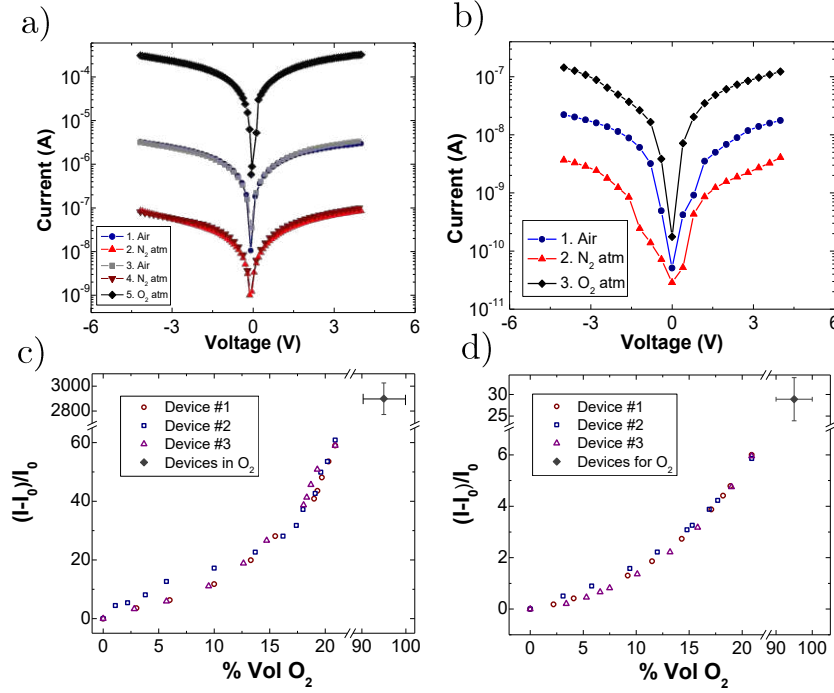 a)
Currrent (A)
10⁻⁴
10⁻⁵
10⁻⁶
10⁻⁷
10⁻⁸
10⁻⁹
1. Air
2. N₂ atm
3. Air
4. N₂ atm
5. O₂ atm
-6 -3 0 3 6
Voltage (V)
b)
Current (A)
10⁻⁷
10⁻⁸
10⁻⁹
10⁻¹⁰
10⁻¹¹
1. Air
2. N₂ atm
3. O₂ atm
-6 -3 0 3 6
Voltage (V)
c)
(I-I₀)/I₀
3000
2800
60
40
20
0
Device #1
Device #2
Device #3
Devices in O₂
0 5 10 15 20 90 100
% Vol O₂
d)
(I-I₀)/I₀
30
25
6
4
2
0
Device #1
Device #2
Device #3
Devices for O₂
0 5 10 15 20 90 100
% Vol O₂